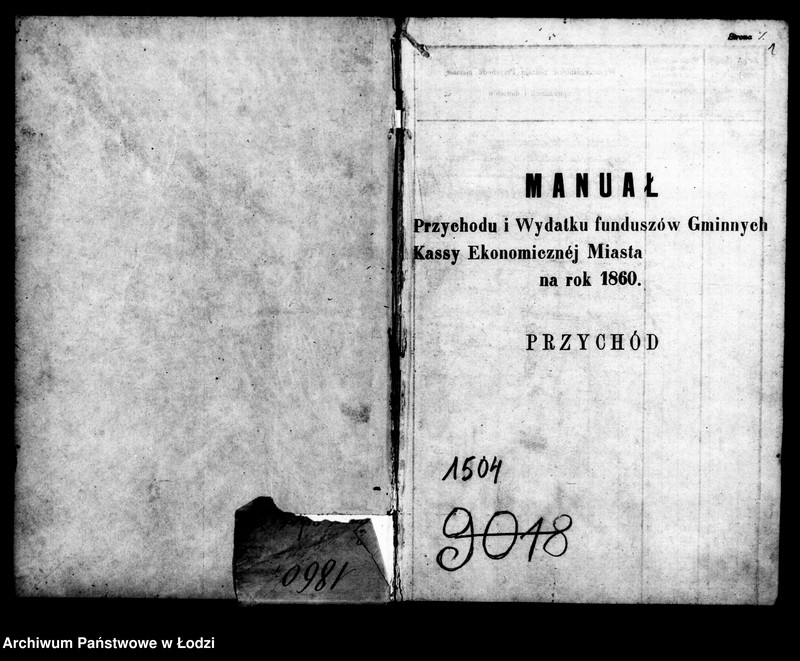 Strona 1.
1
MANUAŁ
Przychodu i Wydatku funduszów Gminnych
Kassy Ekonomicznéj Miasta
na rok 1860.
PRZYCHÓD
1504
9018
1860.
Archiwum Państwowe w Łodzi